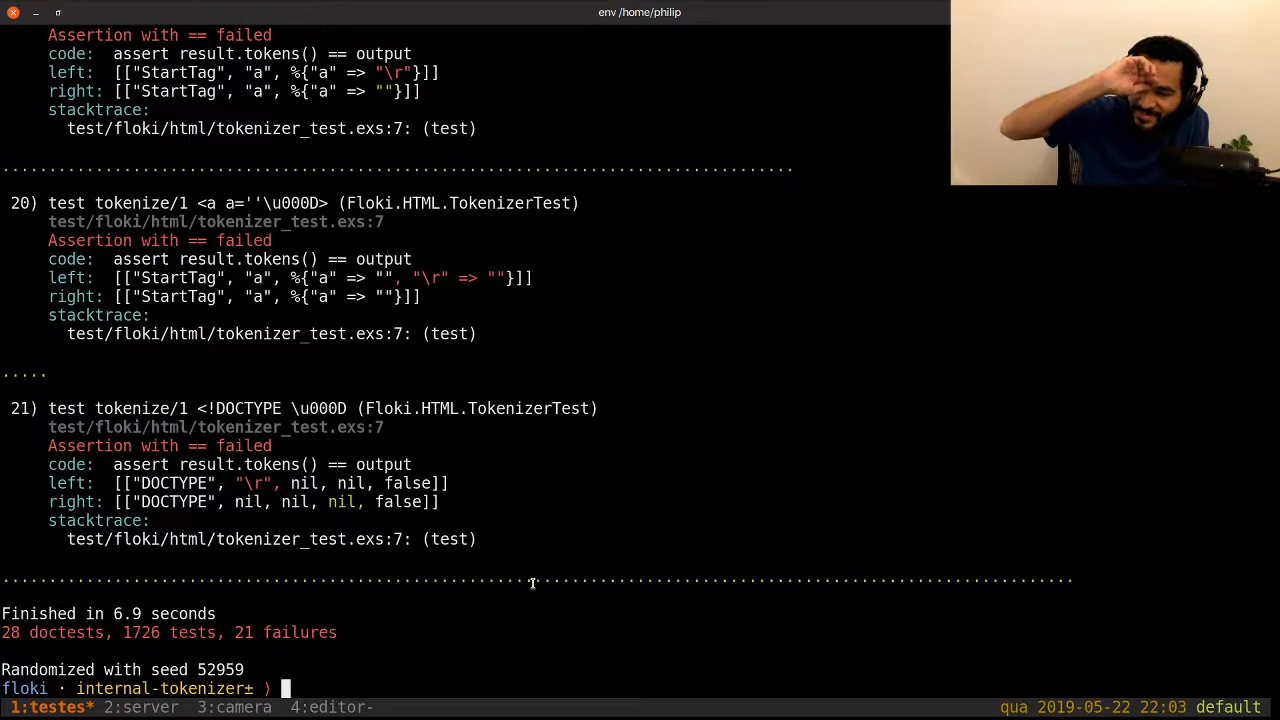 env /home/philip
Assertion with == failed
code:  assert result.tokens() == output
left:  [["StartTag", "a", %{"a" => "\r"}]]
right: [["StartTag", "a", %{"a" => ""}]]
stacktrace:
test/floki/html/tokenizer_test.exs:7: (test)
.....................................................................................
20) test tokenize/1 <a a=''\u000D> (Floki.HTML.TokenizerTest)
test/floki/html/tokenizer_test.exs:7
Assertion with == failed
code:  assert result.tokens() == output
left:  [["StartTag", "a", %{"a" => "", "\r" => ""}]]
right: [["StartTag", "a", %{"a" => ""}]]
stacktrace:
test/floki/html/tokenizer_test.exs:7: (test)
.....
21) test tokenize/1 <!DOCTYPE \u000D (Floki.HTML.TokenizerTest)
test/floki/html/tokenizer_test.exs:7
Assertion with == failed
code:  assert result.tokens() == output
left:  [["DOCTYPE", "\r", nil, nil, false]]
right: [["DOCTYPE", nil, nil, nil, false]]
stacktrace:
test/floki/html/tokenizer_test.exs:7: (test)
...................................................................................................................
Finished in 6.9 seconds
28 doctests, 1726 tests, 21 failures
Randomized with seed 52959
floki · internal-tokenizer± ⟩
1:testes* 2:server  3:camera  4:editor- qua 2019-05-22 22:03 default